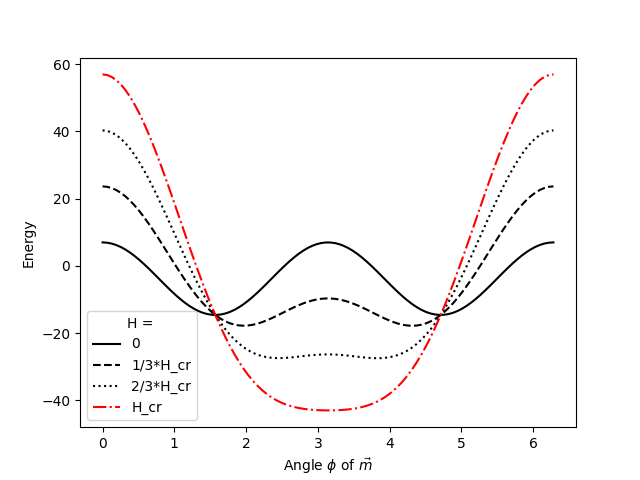 60
40
20
0
−20
−40
Energy
H =
0
1/3*H_cr
2/3*H_cr
H_cr
0 1 2 3 4 5 6
Angle ϕ of m⃗